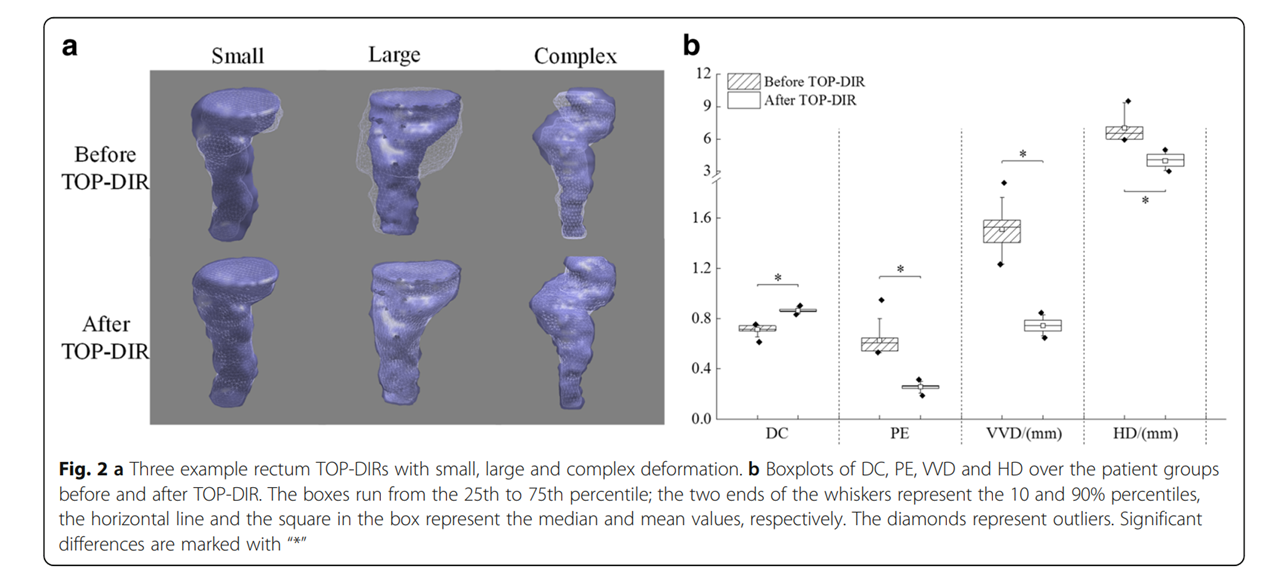 a
Small
Large
Complex
Before
TOP-DIR
After
TOP-DIR
b
12
9
6
3
1.6
1.2
0.8
0.4
0.0
Before TOP-DIR
After TOP-DIR
*
*
*
*
DC
PE
VVD/(mm)
HD/(mm)
Fig. 2 a Three example rectum TOP-DIRs with small, large and complex deformation. b Boxplots of DC, PE, VVD and HD over the patient groups
before and after TOP-DIR. The boxes run from the 25th to 75th percentile; the two ends of the whiskers represent the 10 and 90% percentiles,
the horizontal line and the square in the box represent the median and mean values, respectively. The diamonds represent outliers. Significant
differences are marked with “*”